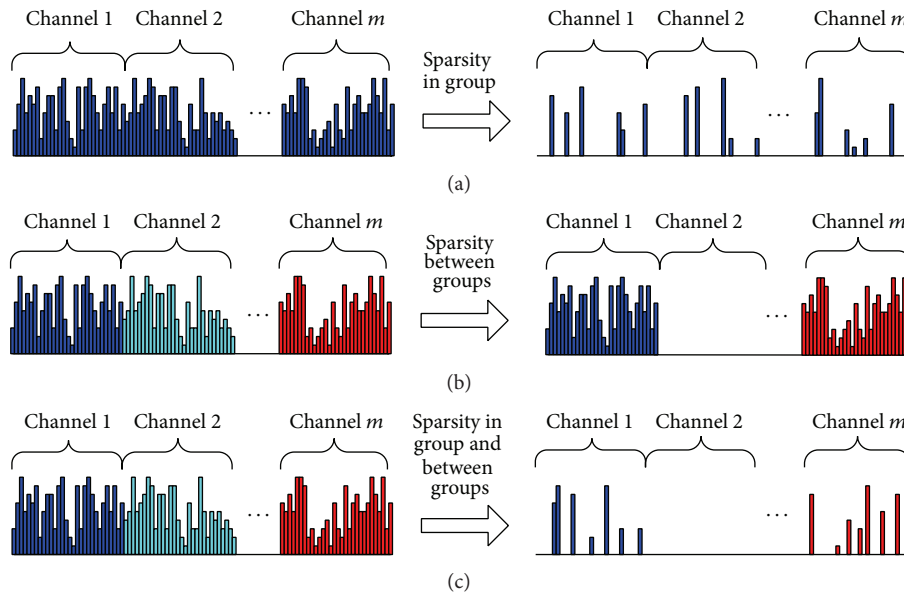 Channel 1 Channel 2 Channel m
Sparsity
in group
Channel 1 Channel 2 Channel m
...
...
(a)
Channel 1 Channel 2 Channel m
Sparsity
between
groups
Channel 1 Channel 2 Channel m
...
...
(b)
Channel 1 Channel 2 Channel m
Sparsity in
group and
between
groups
Channel 1 Channel 2 Channel m
...
...
(c)